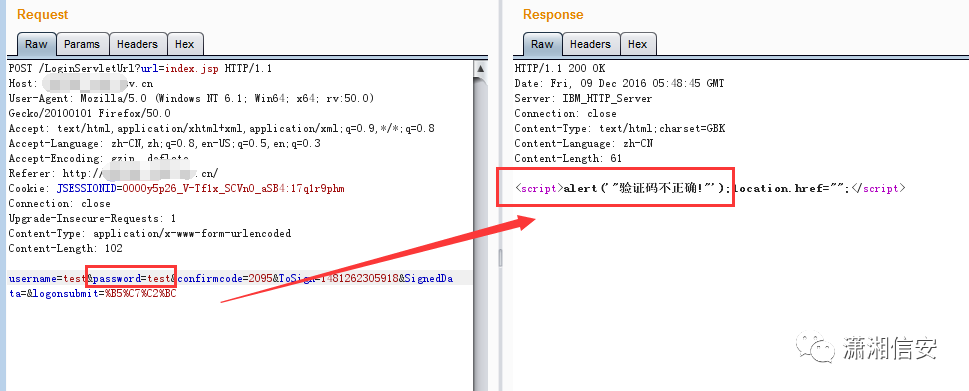 Request
Raw Params Headers Hex
POST /LoginServletUrl?url=index.jsp HTTP/1.1
Host: v.cn
User-Agent: Mozilla/5.0 (Windows NT 6.1; Win64; x64; rv:50.0)
Gecko/20100101 Firefox/50.0
Accept: text/html,application/xhtml+xml,application/xml;q=0.9,*/*;q=0.8
Accept-Language: zh-CN,zh;q=0.8,en-US;q=0.5,en;q=0.3
Accept-Encoding: gzip, deflate
Referer: http:// .cn/
Cookie: JSESSIONID=0000y5p26_V-Tflx_SCVn0_aSB4:17q1r9phm
Connection: close
Upgrade-Insecure-Requests: 1
Content-Type: application/x-www-form-urlencoded
Content-Length: 102
username=test&password=test&confirmcode=2095&ToSign=1481262305918&SignedDa
ta=&logonsubmit=%B5%C7%C2%BC
Response
Raw Headers Hex
HTTP/1.1 200 OK
Date: Fri, 09 Dec 2016 05:48:45 GMT
Server: IBM_HTTP_Server
Connection: close
Content-Type: text/html;charset=GBK
Content-Language: zh-CN
Content-Length: 61
<script>alert('"验证码不正确!"');location.href="";</script>
潇湘信安